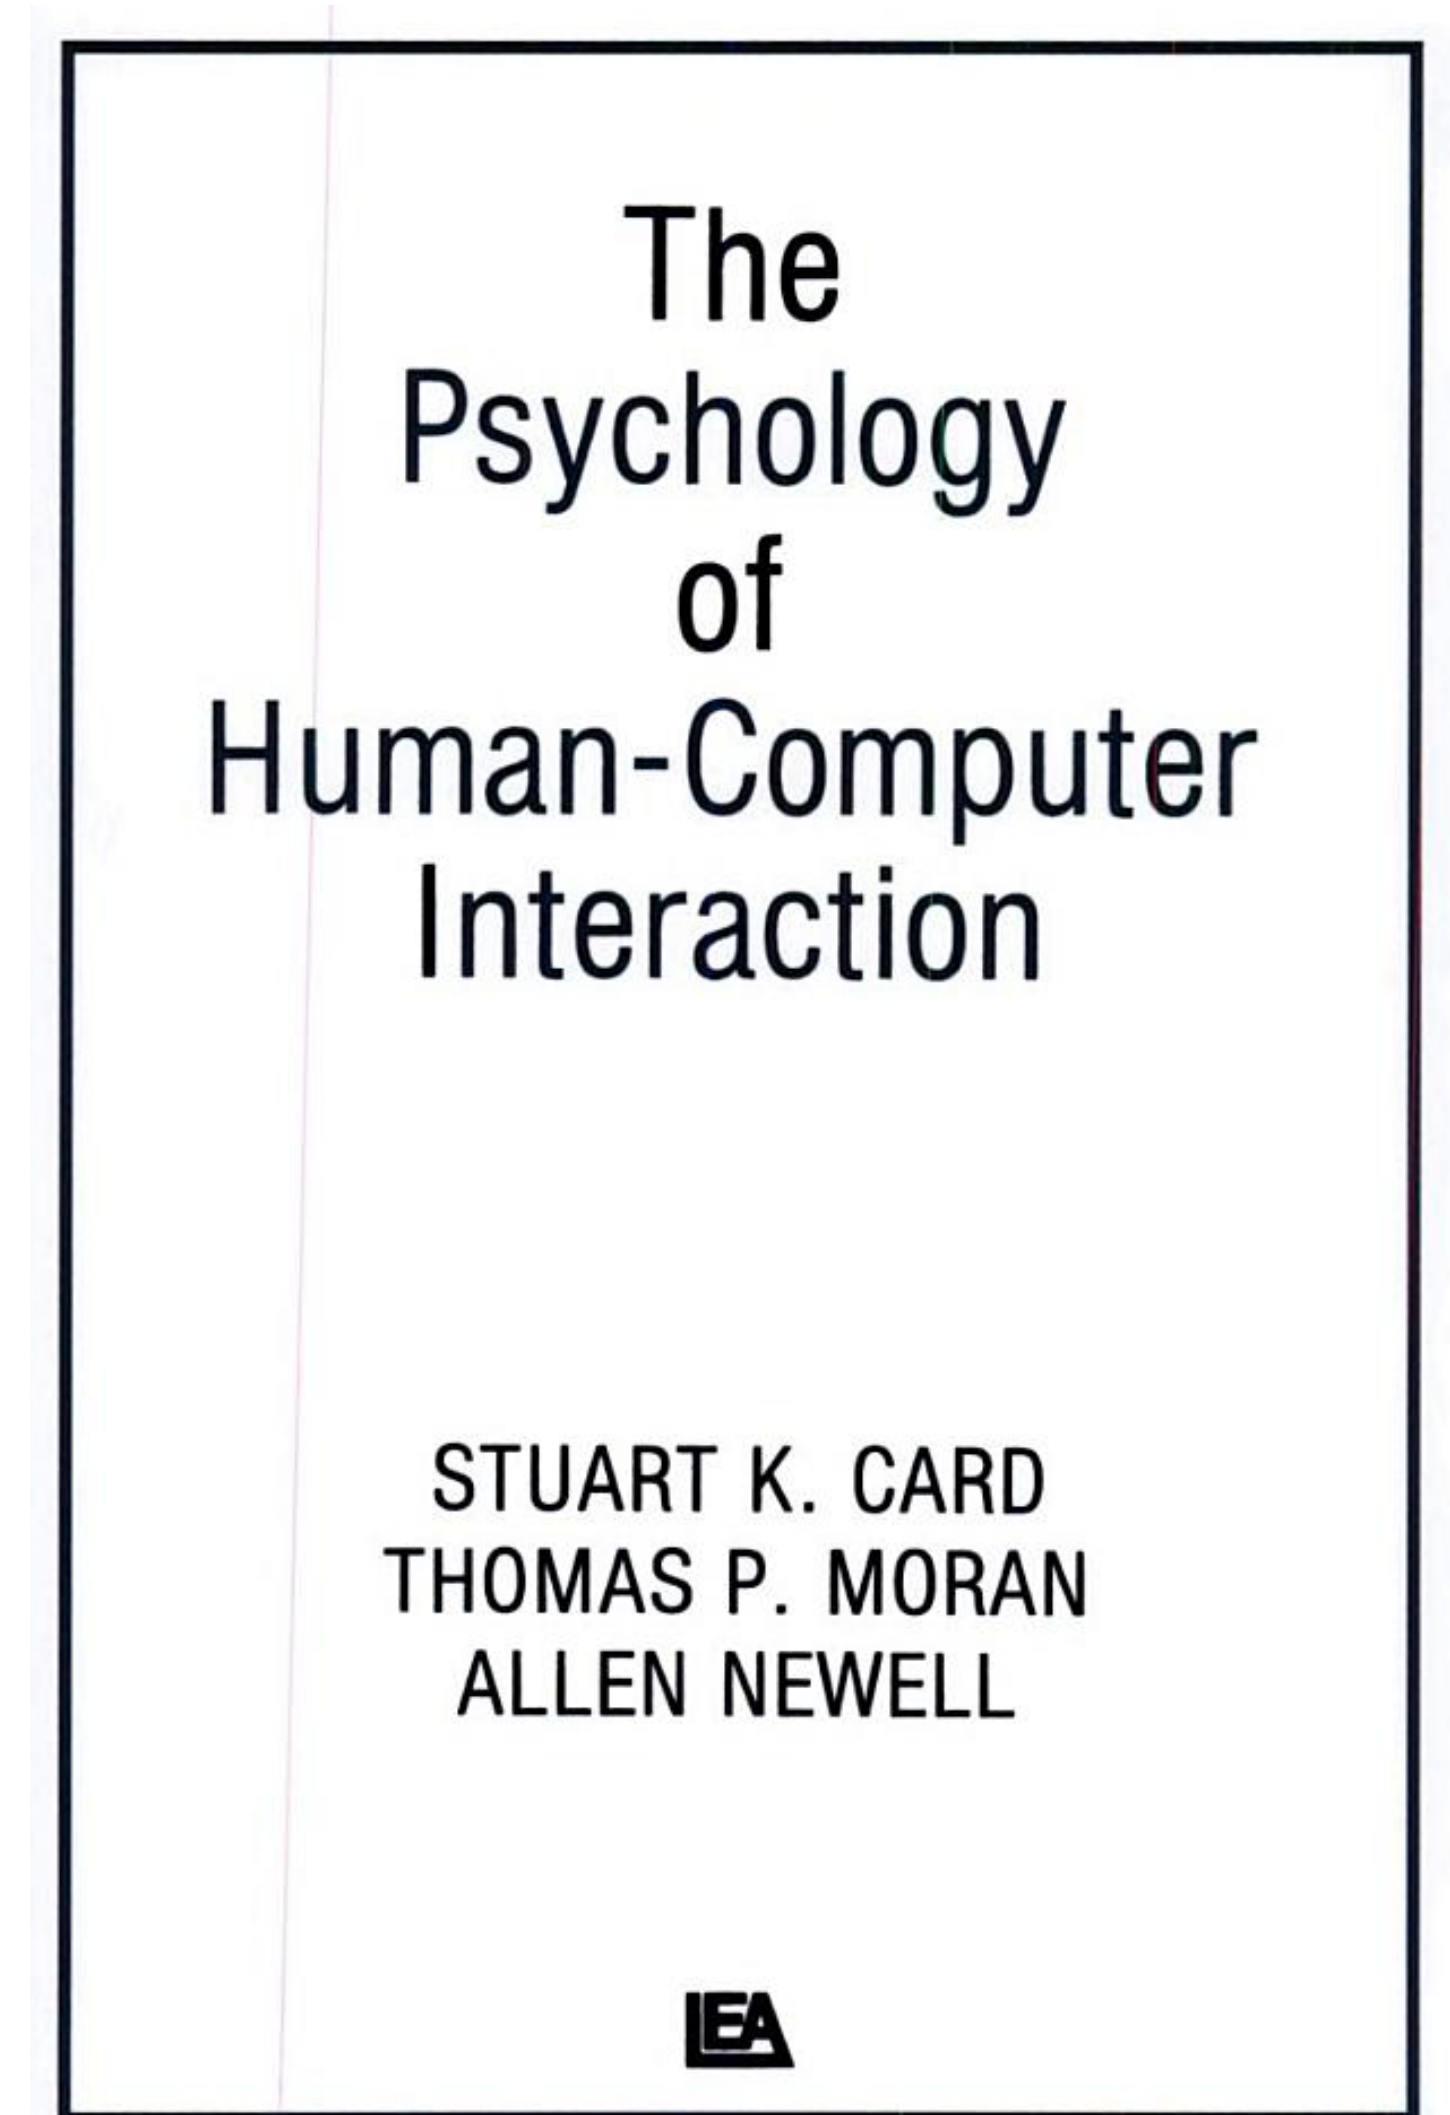 The
Psychology
of
Human-Computer
Interaction
STUART K. CARD
THOMAS P. MORAN
ALLEN NEWELL
LEA